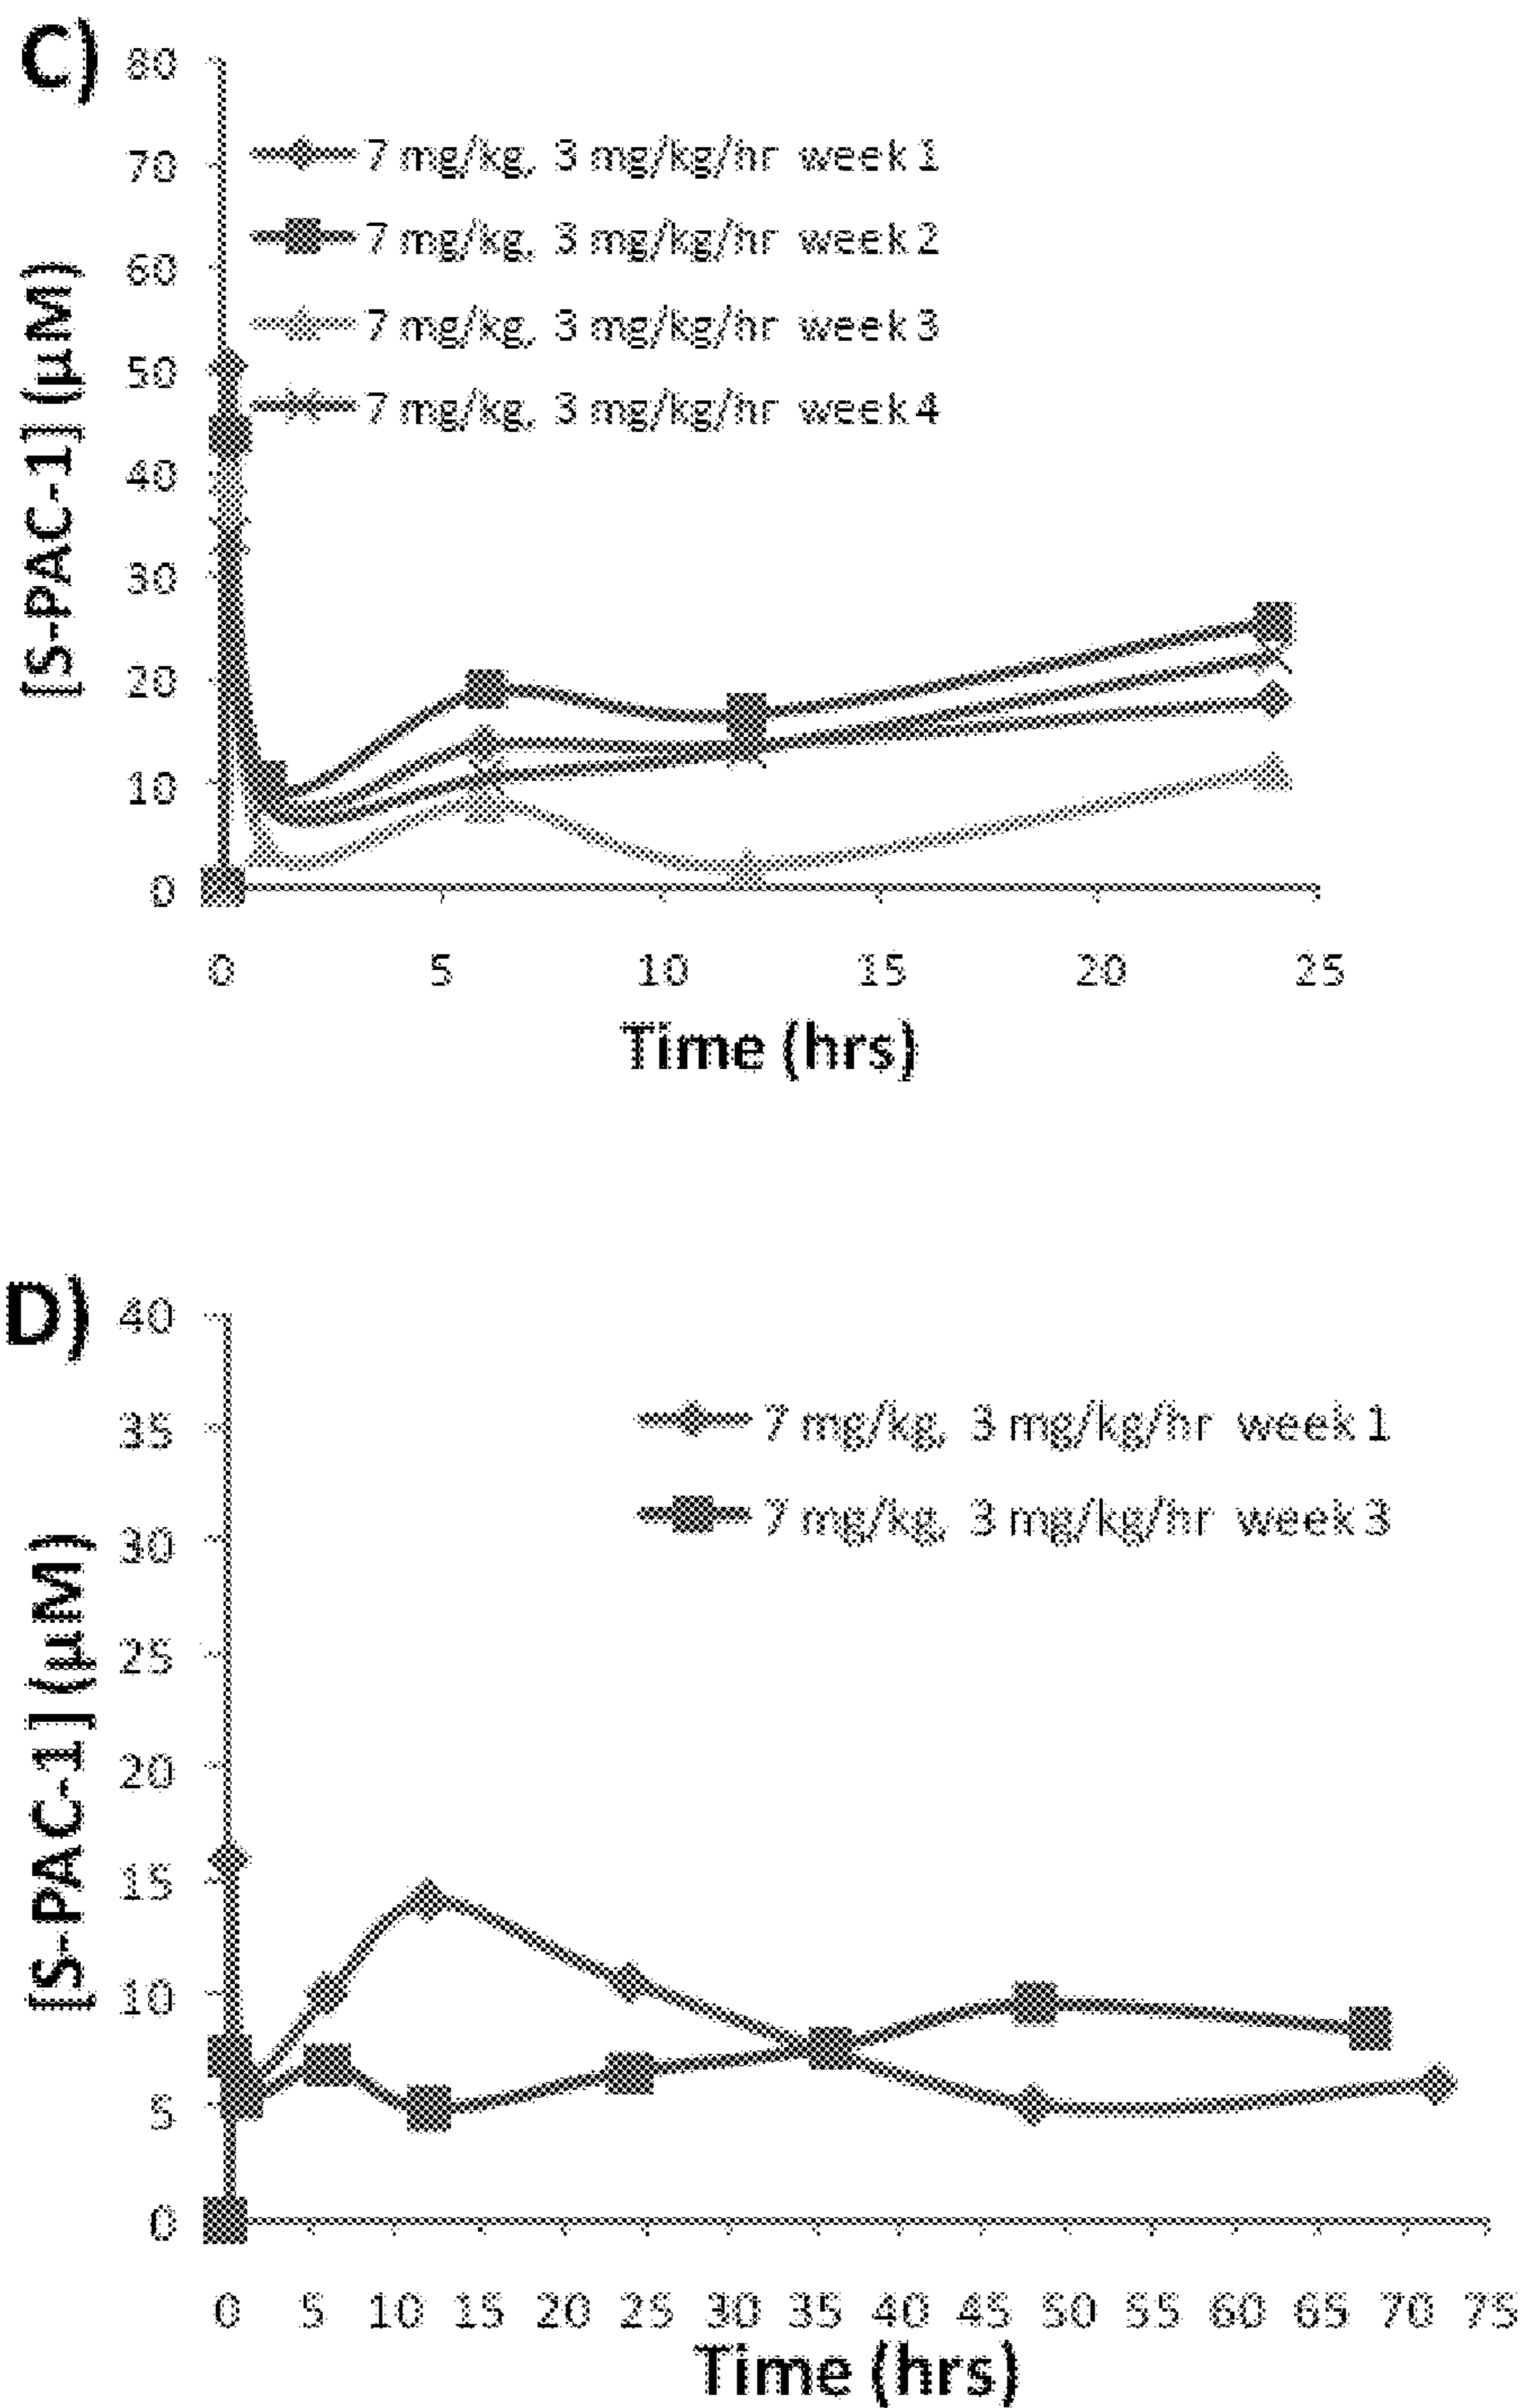 C)
80
70
60
50
40
30
20
10
0
[S-PAC-1] (µM)
7 mg/kg, 3 mg/kg/hr week 1
7 mg/kg, 3 mg/kg/hr week 2
7 mg/kg, 3 mg/kg/hr week 3
7 mg/kg, 3 mg/kg/hr week 4
0 5 10 15 20 25
Time (hrs)
D)
40
35
30
25
20
15
10
5
0
[S-PAC-1] (µM)
7 mg/kg, 3 mg/kg/hr week 1
7 mg/kg, 3 mg/kg/hr week 3
0 5 10 15 20 25 30 35 40 45 50 55 60 65 70 75
Time (hrs)